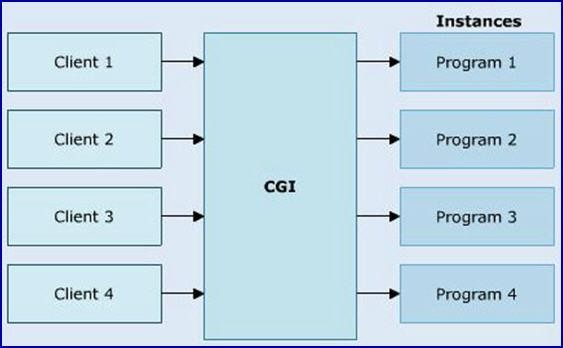 Instances
Client 1
Program 1
Client 2
Program 2
CGI
Client 3
Program 3
Client 4
Program 4